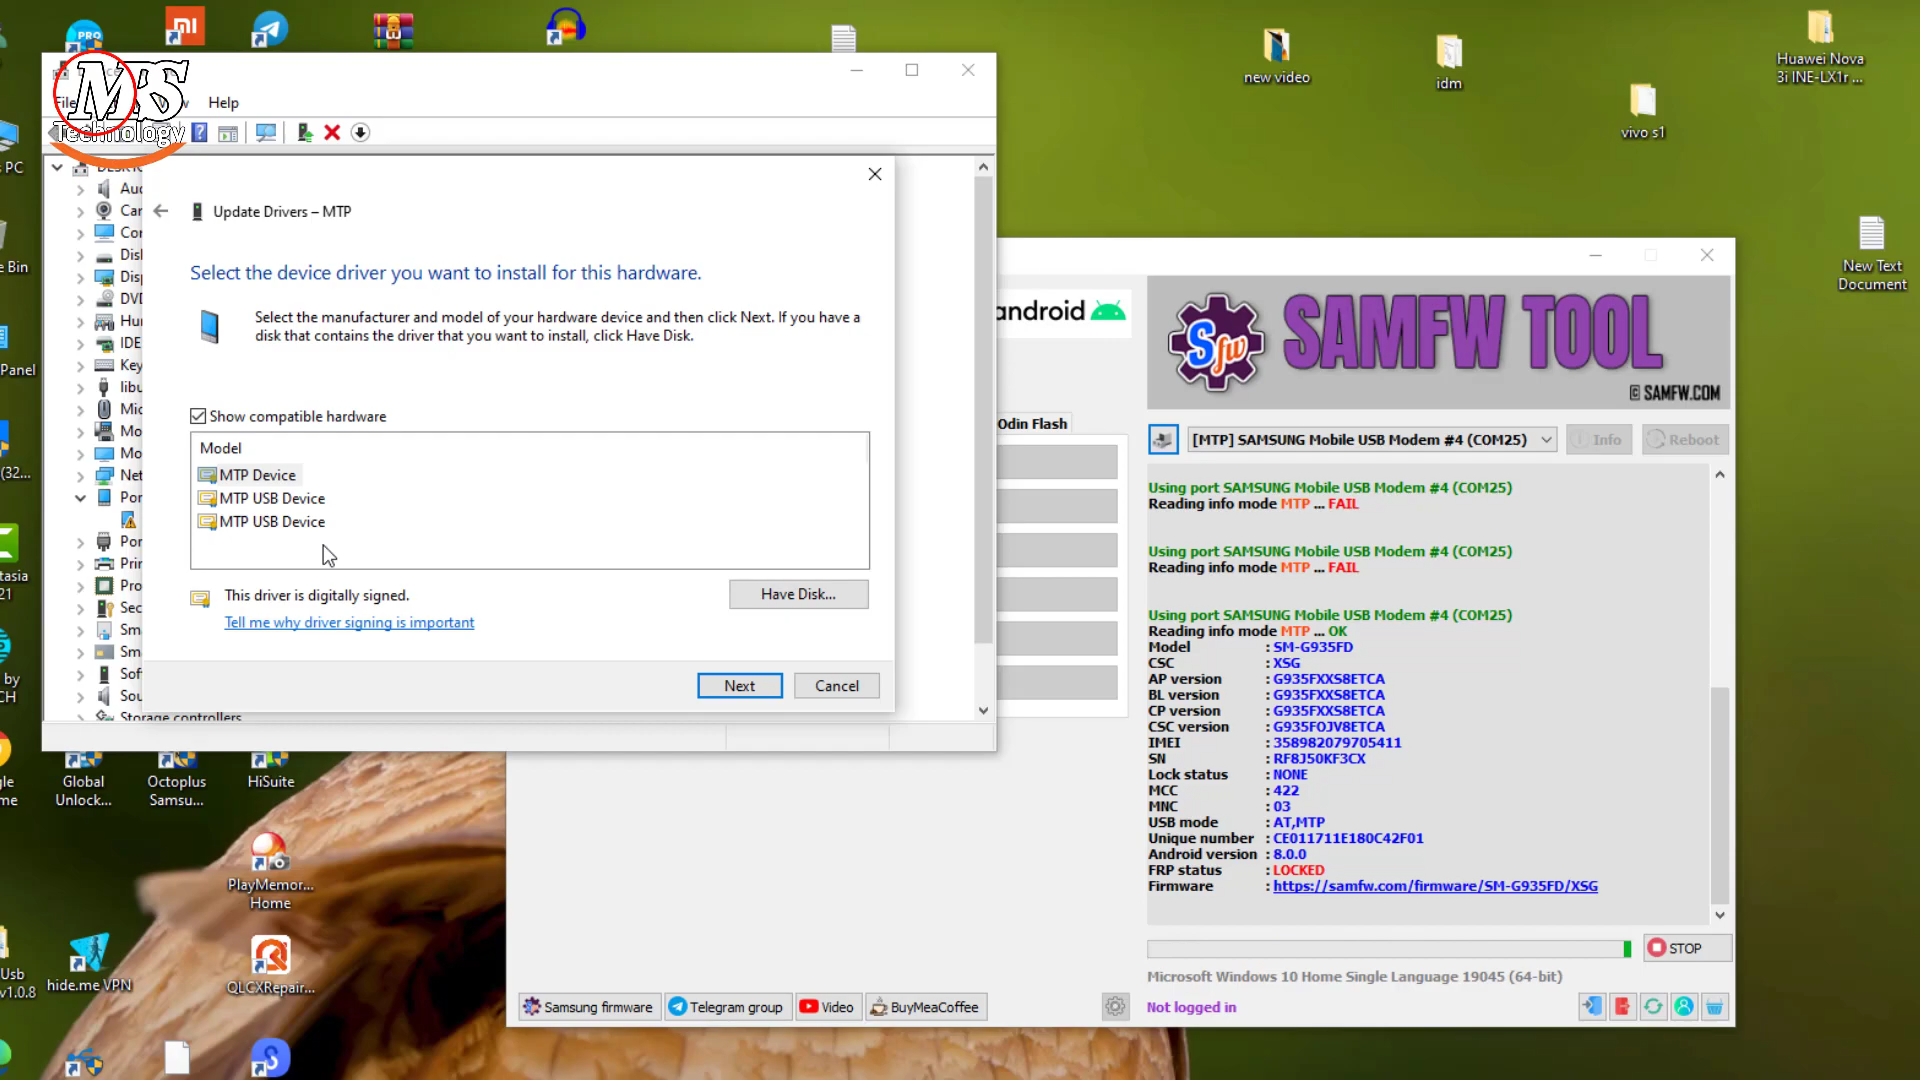 PRO
mi
MRS
Technology
File
View
Help
PC
Bin
Panel
(32...
21
by
CH
me
Usb
v1.0.8
DESKTO
Aud
Car
Cor
Disk
Disp
DVD
Hur
IDE
Key
libu
Mic
Mo
Mo
Net
Por
Por
Prin
Pro
Sec
Sm
Sm
Sof
Sou
Storage controllers
Update Drivers – MTP
Select the device driver you want to install for this hardware.
Select the manufacturer and model of your hardware device and then click Next. If you have a
disk that contains the driver that you want to install, click Have Disk.
Show compatible hardware
Model
MTP Device
MTP USB Device
MTP USB Device
This driver is digitally signed.
Have Disk...
Tell me why driver signing is important
Next
Cancel
new video
idm
vivo s1
Huawei Nova
3i INE-LX1r ...
New Text
Document
android
Sfw
SAMFW TOOL
© SAMFW.COM
Odin Flash
[MTP] SAMSUNG Mobile USB Modem #4 (COM25)
Info
Reboot
Using port SAMSUNG Mobile USB Modem #4 (COM25)
Reading info mode MTP ... FAIL
Using port SAMSUNG Mobile USB Modem #4 (COM25)
Reading info mode MTP ... FAIL
Using port SAMSUNG Mobile USB Modem #4 (COM25)
Reading info mode MTP ... OK
Model : SM-G935FD
CSC : XSG
AP version : G935FXXS8ETCA
BL version : G935FXXS8ETCA
CP version : G935FXXS8ETCA
CSC version : G935FOJV8ETCA
IMEI : 358982079705411
SN : RF8J50KF3CX
Lock status : NONE
MCC : 422
MNC : 03
USB mode : AT,MTP
Unique number : CE011711E180C42F01
Android version : 8.0.0
FRP status : LOCKED
Firmware : https://samfw.com/firmware/SM-G935FD/XSG
STOP
Microsoft Windows 10 Home Single Language 19045 (64-bit)
Samsung firmware
Telegram group
Video
BuyMeaCoffee
Not logged in
Global
Unlock...
Octoplus
Samsu...
HiSuite
PlayMemor...
Home
hide.me VPN
QLCXRepair...